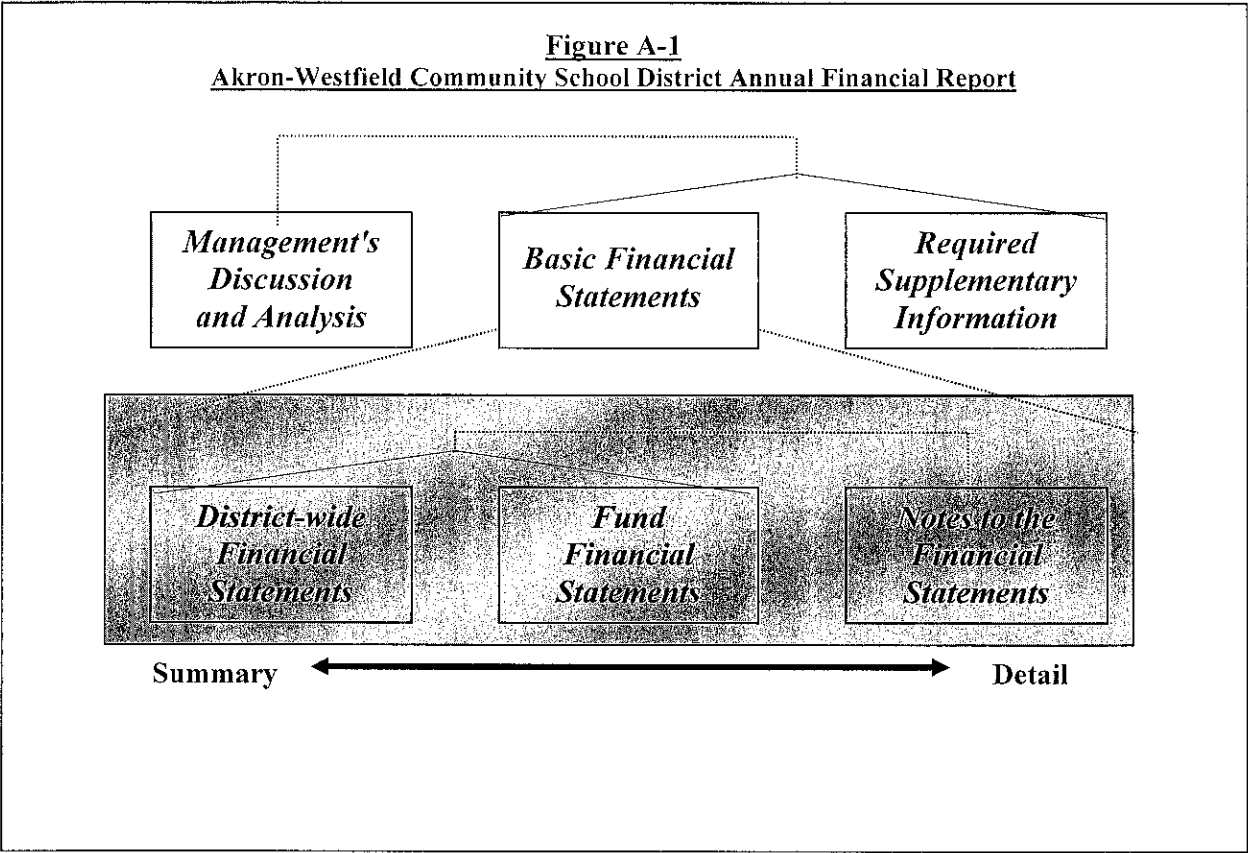 Figure A-1
Akron-Westfield Community School District Annual Financial Report
Management's
Discussion
and Analysis
Basic Financial
Statements
Required
Supplementary
Information
District-wide
Financial
Statements
Fund
Financial
Statements
Notes to the
Financial
Statements
Summary
Detail